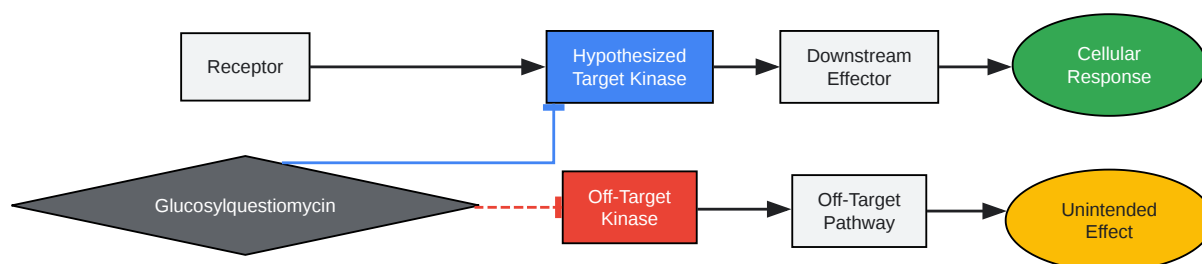 Receptor
Hypothesized
Target Kinase
Downstream
Effector
Cellular
Response
Glucosylquestiomycin
Off-Target
Kinase
Off-Target
Pathway
Unintended
Effect